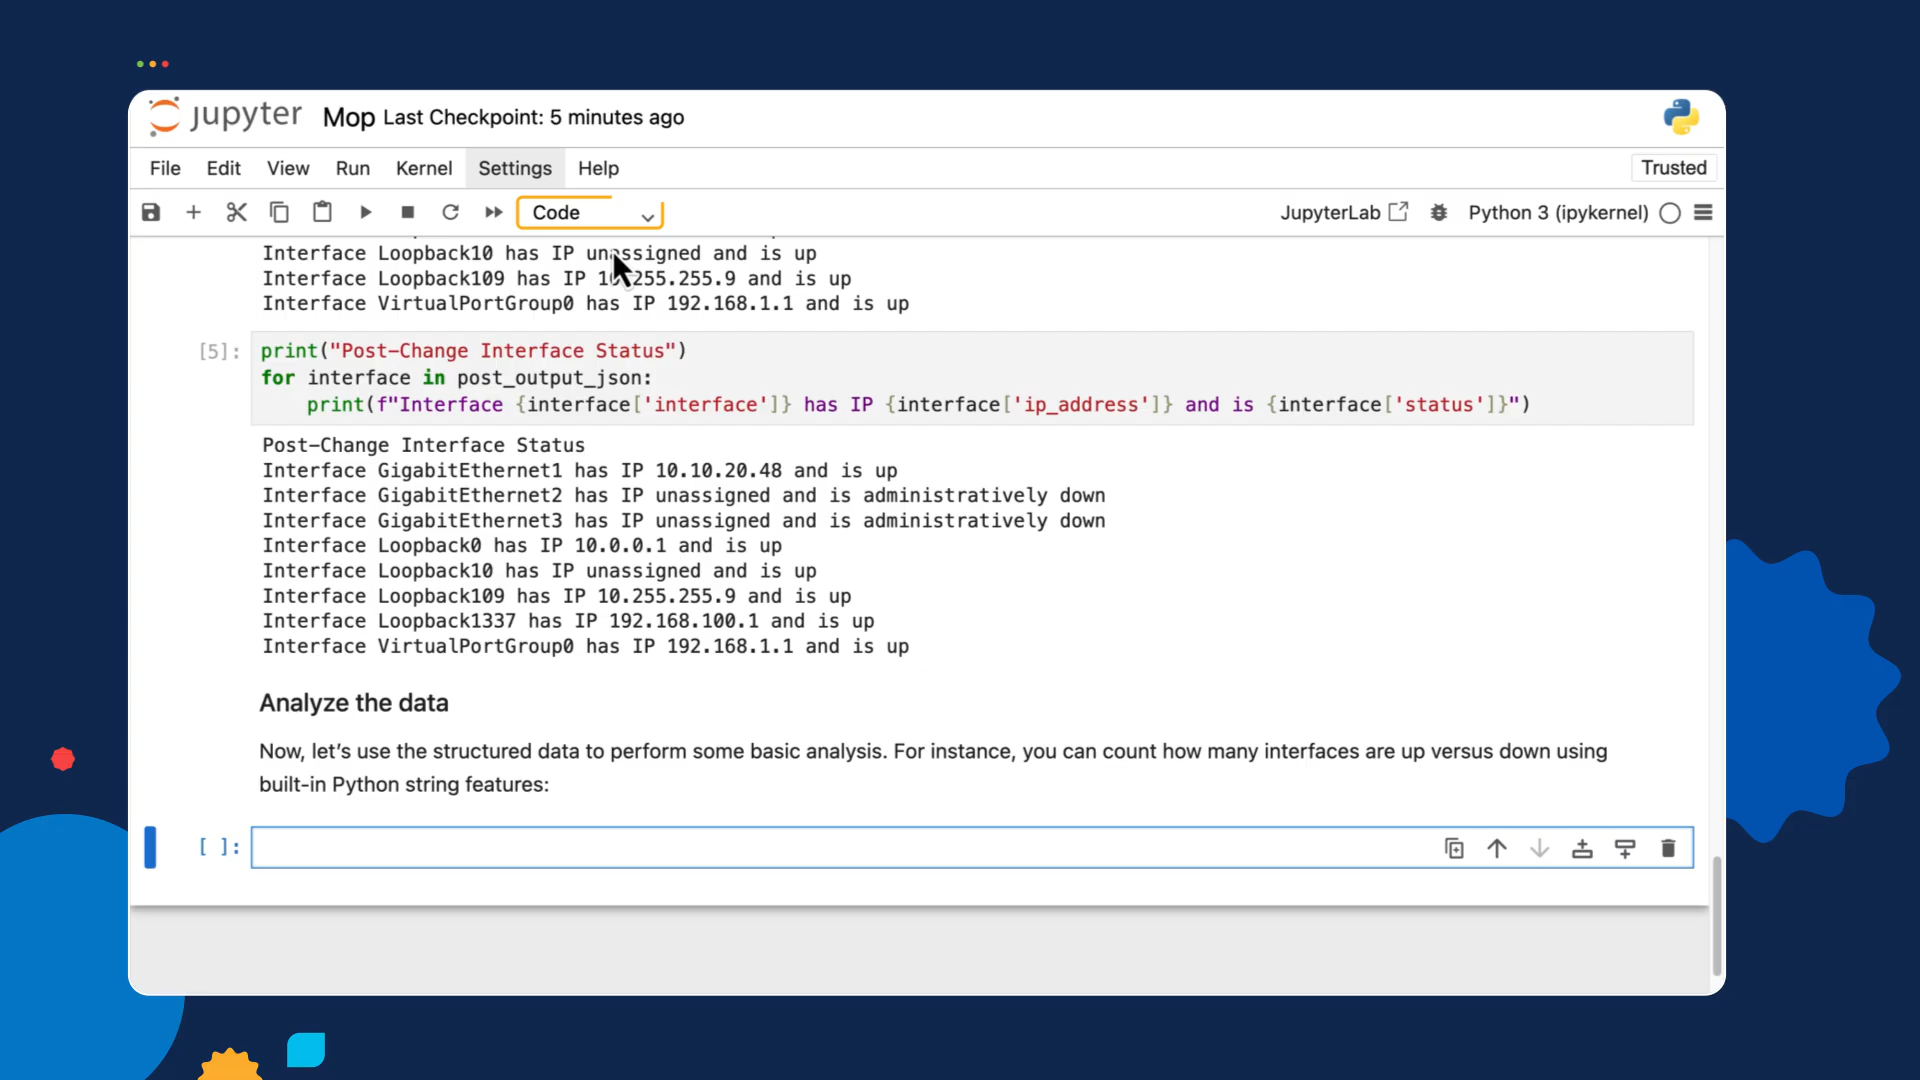 jupyter Mop Last Checkpoint: 5 minutes ago
File Edit View Run Kernel Settings Help Trusted
Code JupyterLab Python 3 (ipykernel)
Interface Loopback10 has IP unassigned and is up
Interface Loopback109 has IP 10.255.255.9 and is up
Interface VirtualPortGroup0 has IP 192.168.1.1 and is up
[5]: print("Post-Change Interface Status")
for interface in post_output_json:
    print(f"Interface {interface['interface']} has IP {interface['ip_address']} and is {interface['status']}")
Post-Change Interface Status
Interface GigabitEthernet1 has IP 10.10.20.48 and is up
Interface GigabitEthernet2 has IP unassigned and is administratively down
Interface GigabitEthernet3 has IP unassigned and is administratively down
Interface Loopback0 has IP 10.0.0.1 and is up
Interface Loopback10 has IP unassigned and is up
Interface Loopback109 has IP 10.255.255.9 and is up
Interface Loopback1337 has IP 192.168.100.1 and is up
Interface VirtualPortGroup0 has IP 192.168.1.1 and is up
Analyze the data
Now, let's use the structured data to perform some basic analysis. For instance, you can count how many interfaces are up versus down using
built-in Python string features:
[ ]: